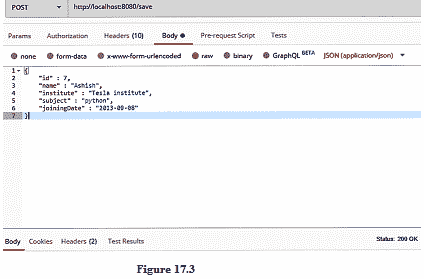 POST http://localhost:8080/save
Params Authorization Headers (10) Body Pre-request Script Tests
none form-data x-www-form-urlencoded raw binary GraphQL BETA JSON (application/json)
1 {
2 "id" : 7,
3 "name" : "Ashish",
4 "institute" : "Tesla institute",
5 "subject" : "python",
6 "joiningDate" : "2013-09-08"
7 }
Body Cookies Headers (2) Test Results Status: 200 OK
Figure 17.3